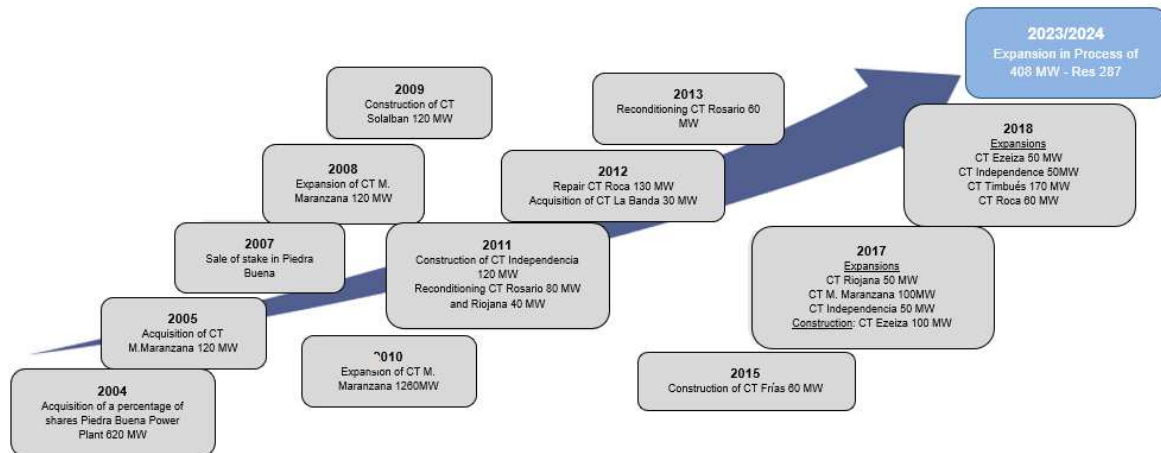 2023/2024
Expansion in Process of
408 MW - Res 287
2009
Construction of CT
Solalban 120 MW
2013
Reconditioning CT Rosario 60
MW
2018
Expansions
CT Ezeiza 50 MW
CT Independence 50MW
CT Timbués 170 MW
CT Roca 60 MW
2008
Expansion of CT M.
Maranzana 120 MW
2012
Repair CT Roca 130 MW
Acquisition of CT La Banda 30 MW
2007
Sale of stake in Piedra
Buena
2011
Construction of CT Independencia
120 MW
Reconditioning CT Rosario 80 MW
and Riojana 40 MW
2017
Expansions
CT Riojana 50 MW
CT M. Maranzana 100MW
CT Independencia 50 MW
Construction: CT Ezeiza 100 MW
2005
Acquisition of CT
M.Maranzana 120 MW
2010
Expansion of CT M.
Maranzana 1260MW
2015
Construction of CT Frías 60 MW
2004
Acquisition of a percentage of
shares Piedra Buena Power
Plant 620 MW